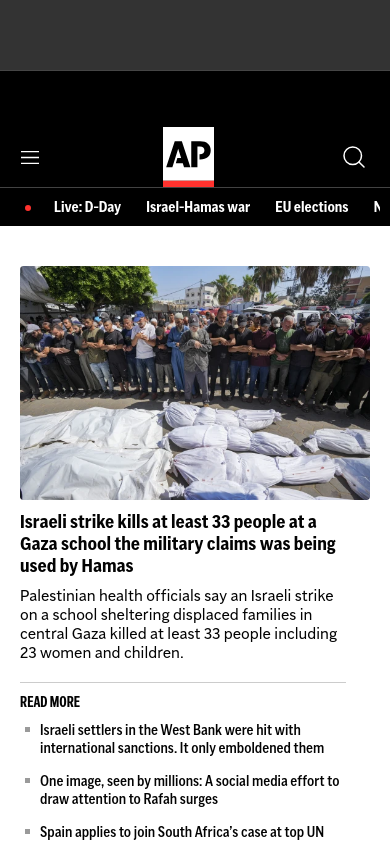 AP
Live: D-Day Israel-Hamas war EU elections
Israeli strike kills at least 33 people at a
Gaza school the military claims was being
used by Hamas
Palestinian health officials say an Israeli strike
on a school sheltering displaced families in
central Gaza killed at least 33 people including
23 women and children.
READ MORE
Israeli settlers in the West Bank were hit with
international sanctions. It only emboldened them
One image, seen by millions: A social media effort to
draw attention to Rafah surges
Spain applies to join South Africa's case at top UN